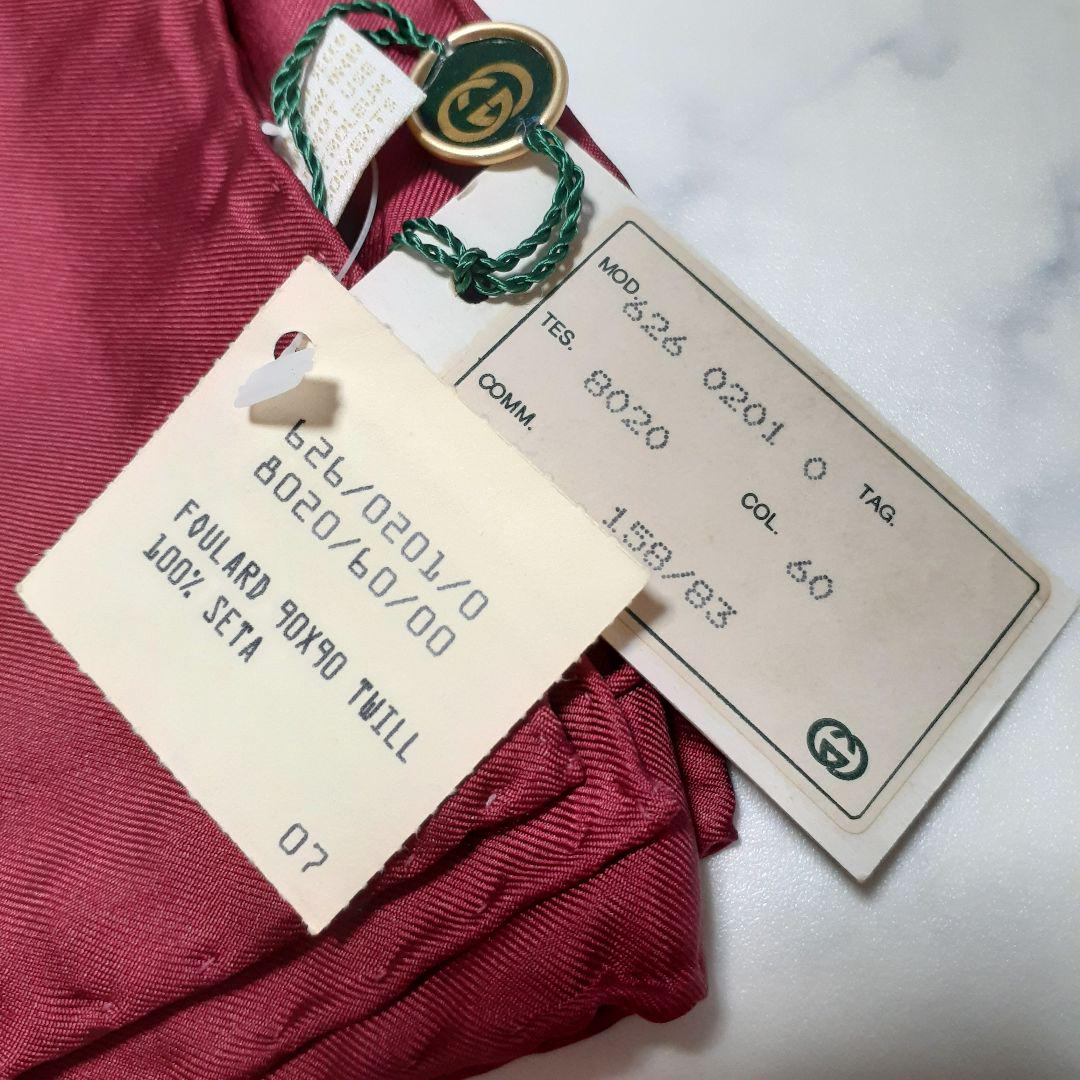 MOD. 626 0201 0
TES. 8020
TAG.
COMM.
COL. 60
158/83
626/0201/0
8020/60/00
FOULARD 90X90 TWILL
100% SETA
07